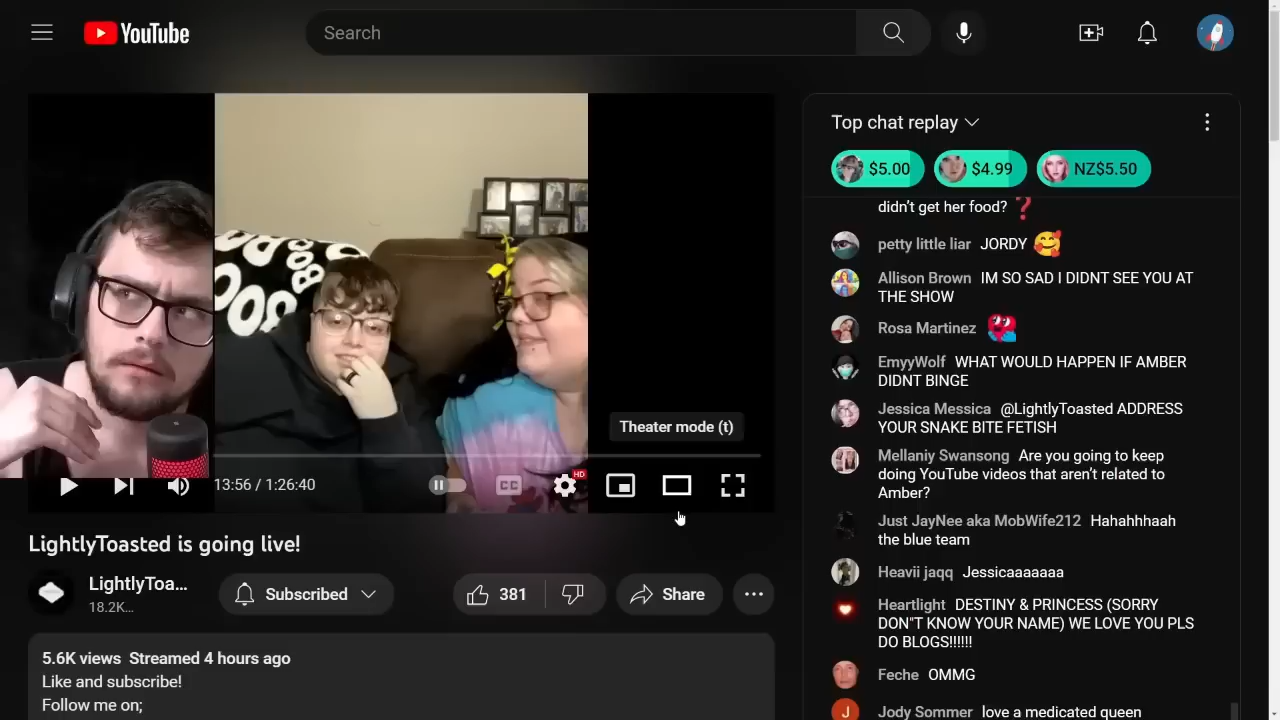 YouTube
Search
Top chat replay
$5.00
$4.99
NZ$5.50
didn't get her food? ❓
petty little liar JORDY 🥰
Allison Brown IM SO SAD I DIDNT SEE YOU AT
THE SHOW
Rosa Martinez
EmyyWolf WHAT WOULD HAPPEN IF AMBER
DIDNT BINGE
Jessica Messica @LightlyToasted ADDRESS
YOUR SNAKE BITE FETISH
Mellaniy Swansong Are you going to keep
doing YouTube videos that aren't related to
Amber?
Just JayNee aka MobWife212 Hahahhhaah
the blue team
Heavii jaqq Jessicaaaaaaa
Heartlight DESTINY & PRINCESS (SORRY
DON"T KNOW YOUR NAME) WE LOVE YOU PLS
DO BLOGS!!!!!!
Feche OMMG
J
Jody Sommer love a medicated queen
Theater mode (t)
13:56 / 1:26:40
CC
HD
LightlyToasted is going live!
LightlyToa...
18.2K...
Subscribed
381
Share
5.6K views Streamed 4 hours ago
Like and subscribe!
Follow me on;